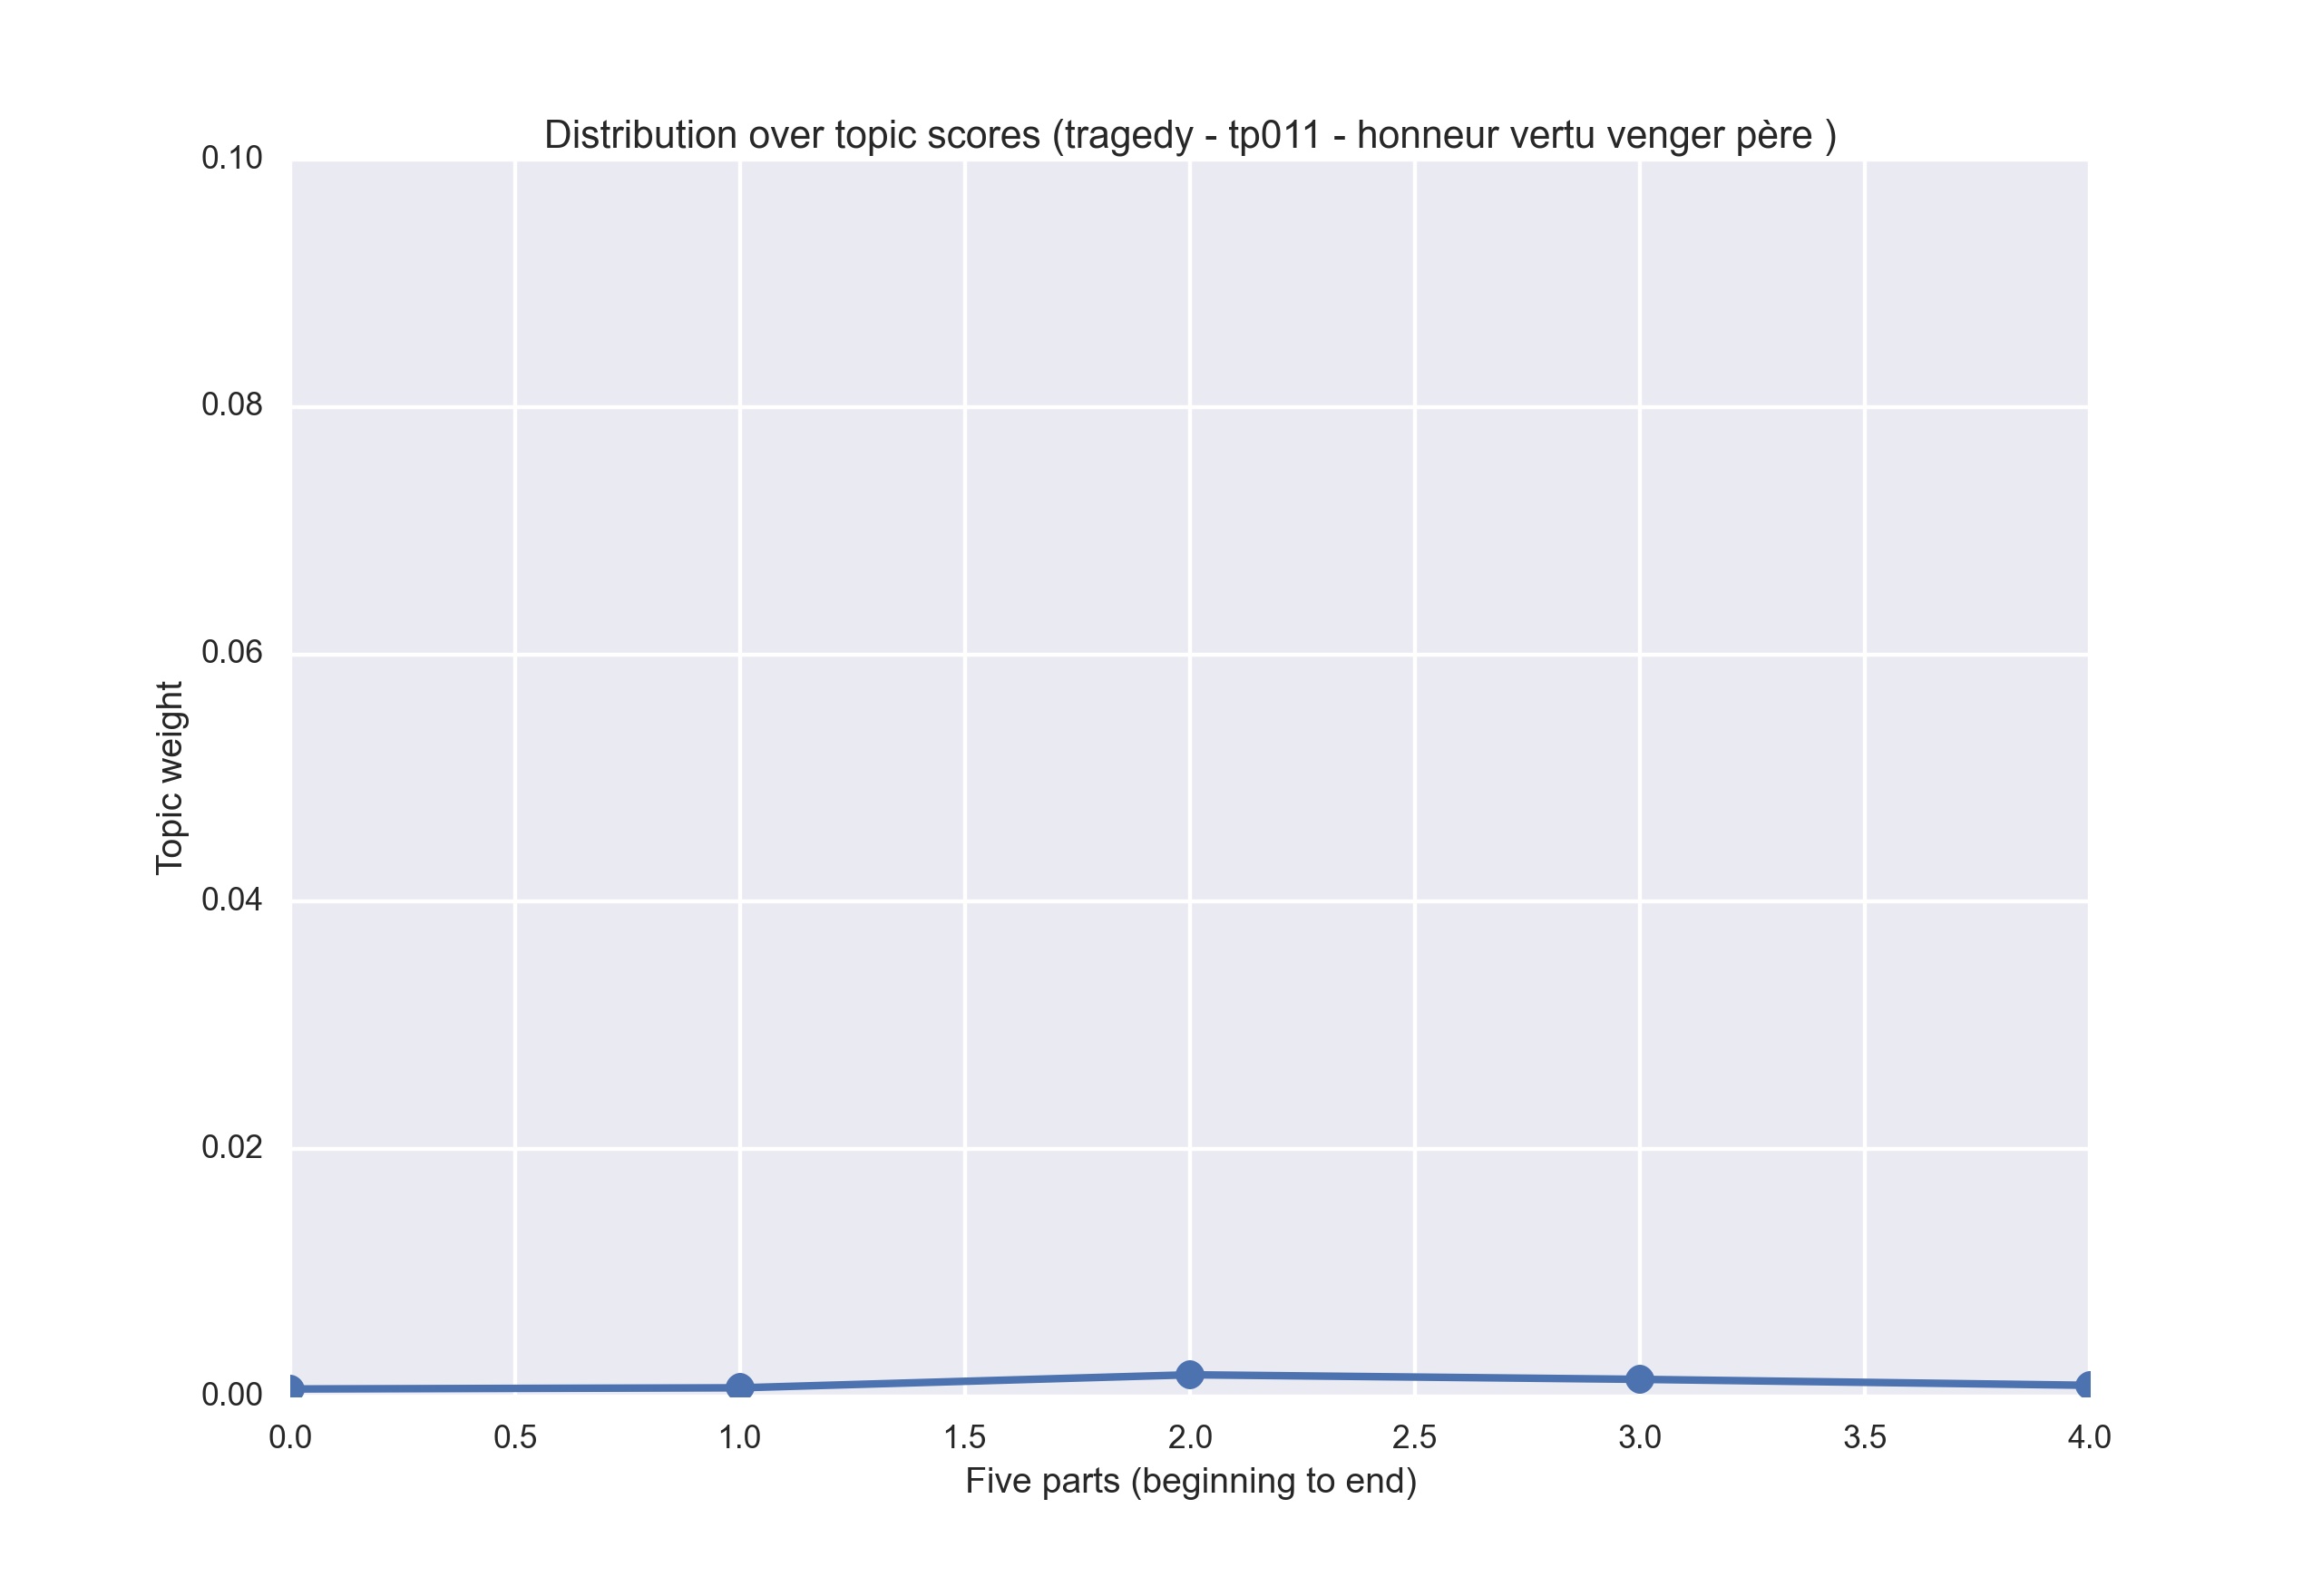 Distribution over topic scores (tragedy - tp011 - honneur vertu venger père )
0.10
0.08
0.06
0.04
0.02
0.00
Topic weight
0.0 0.5 1.0 1.5 2.0 2.5 3.0 3.5 4.0
Five parts (beginning to end)